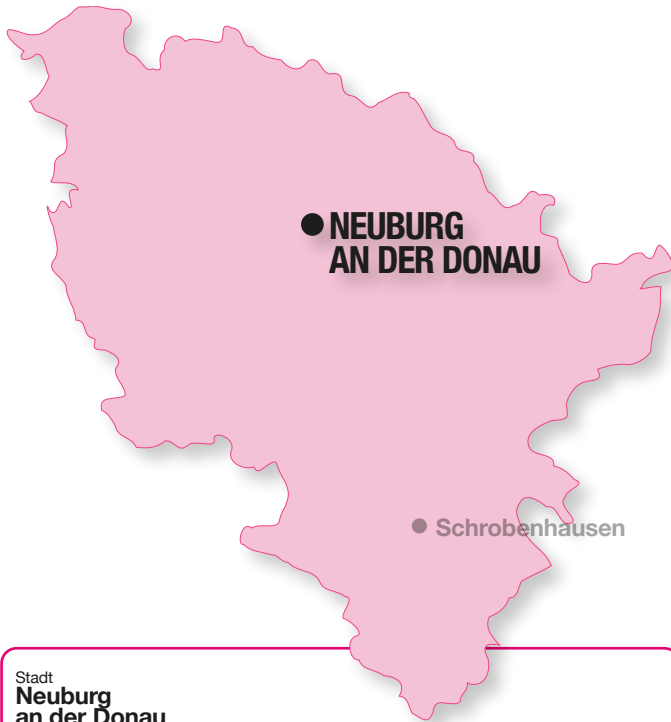 NEUBURG
AN DER DONAU
Schrobenhausen
Stadt
Neuburg
an der Donau